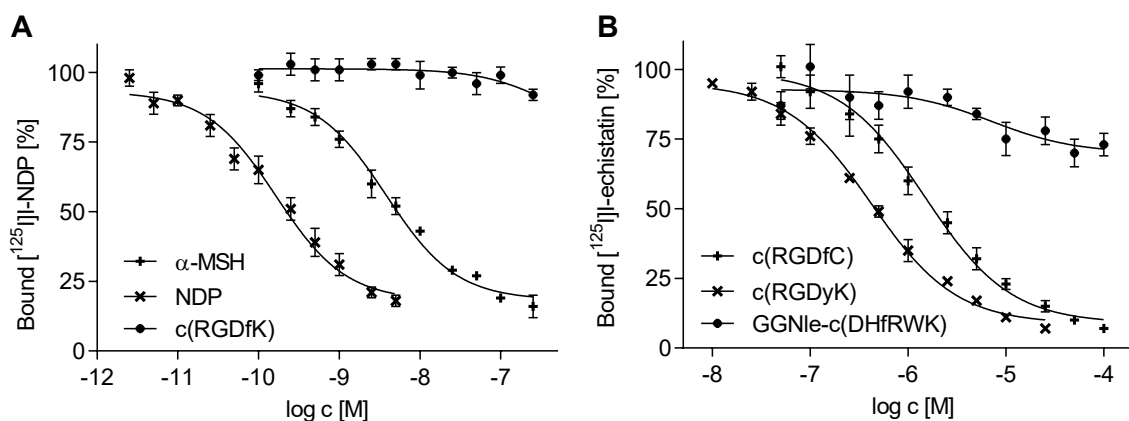 A
Bound [¹²⁵I]I-NDP [%]
100
75
50
25
0
α-MSH
NDP
c(RGDfK)
-12
-11
-10
-9
-8
-7
log c [M]
B
Bound [¹²⁵I]I-echistatin [%]
100
75
50
25
0
c(RGDfC)
c(RGDyK)
GGNle-c(DHfRWK)
-8
-7
-6
-5
-4
log c [M]